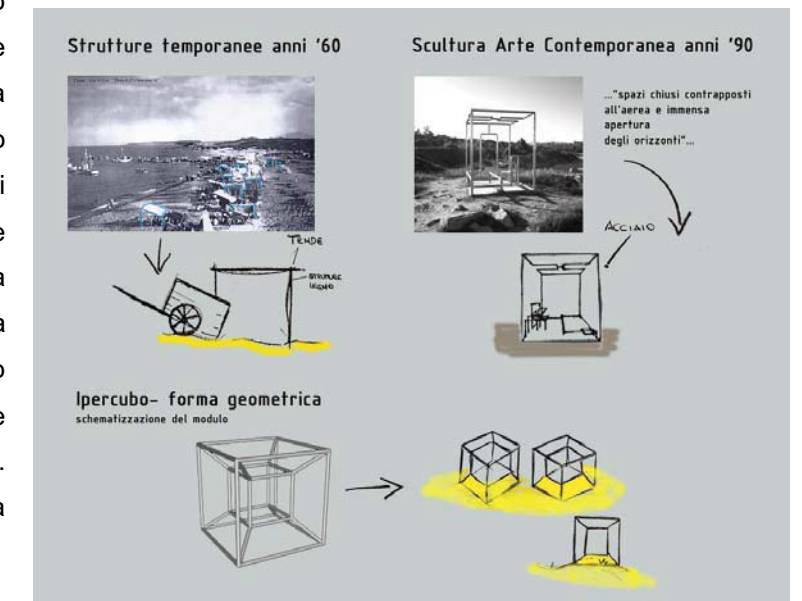 o
e
a
o
i
e
a
a
o
e
.
a
Strutture temporanee anni '60
Scultura Arte Contemporanea anni '90
..."spazi chiusi contrapposti
all'aerea e immensa
apertura
degli orizzonti"...
TENDE
LEGNO
ACCIAIO
Ipercubo- forma geometrica
schematizzazione del modulo